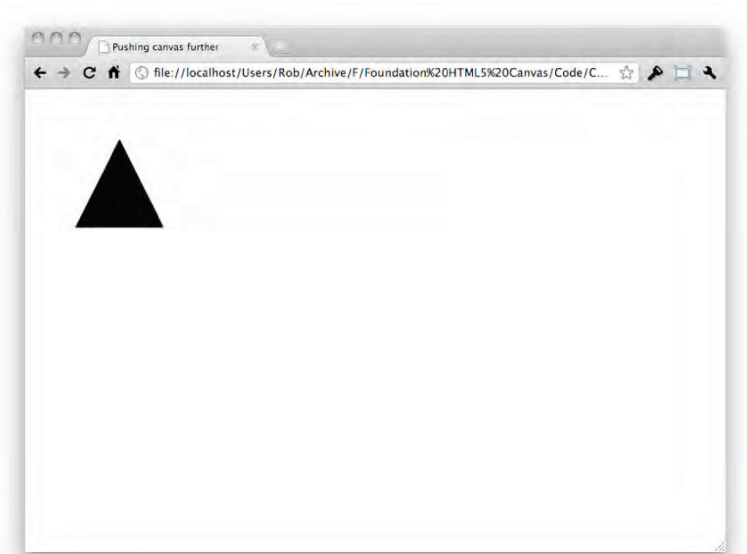 Pushing canvas further
file://localhost/Users/Rob/Archive/F/Foundation%20HTML5%20Canvas/Code/C...